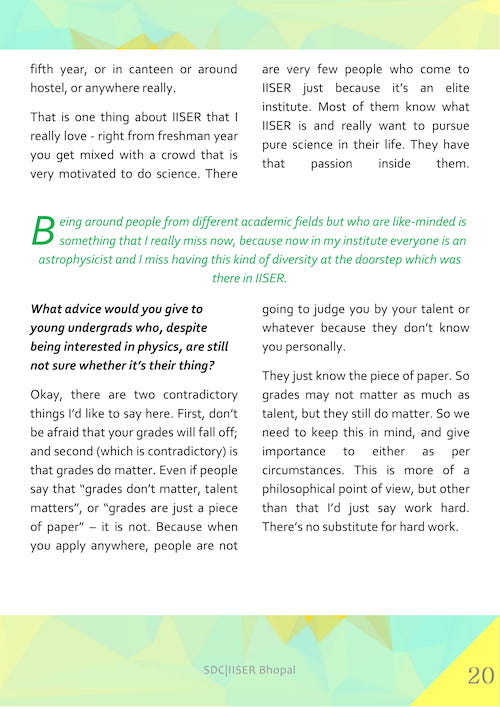 fifth year, or in canteen or around
hostel, or anywhere really.
That is one thing about IISER that I
really love - right from freshman year
you get mixed with a crowd that is
very motivated to do science. There
are very few people who come to
IISER just because it's an elite
institute. Most of them know what
IISER is and really want to pursue
pure science in their life. They have
that passion inside them.
Being around people from different academic fields but who are like-minded is
something that I really miss now, because now in my institute everyone is an
astrophysicist and I miss having this kind of diversity at the doorstep which was
there in IISER.
What advice would you give to
young undergrads who, despite
being interested in physics, are still
not sure whether it's their thing?
Okay, there are two contradictory
things I'd like to say here. First, don't
be afraid that your grades will fall off;
and second (which is contradictory) is
that grades do matter. Even if people
say that “grades don't matter, talent
matters”, or “grades are just a piece
of paper” – it is not. Because when
you apply anywhere, people are not
going to judge you by your talent or
whatever because they don't know
you personally.
They just know the piece of paper. So
grades may not matter as much as
talent, but they still do matter. So we
need to keep this in mind, and give
importance to either as per
circumstances. This is more of a
philosophical point of view, but other
than that I'd just say work hard.
There's no substitute for hard work.
SDC|IISER Bhopal
20